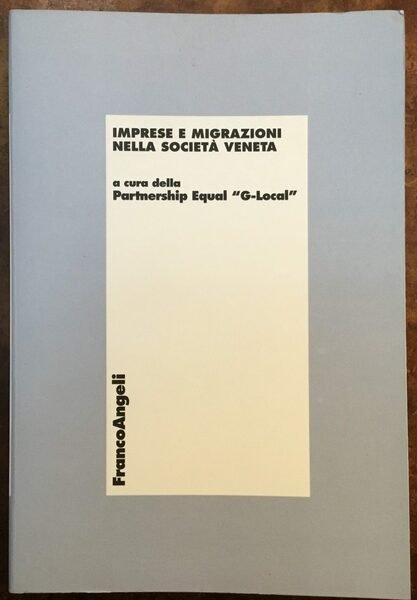 IMPRESE E MIGRAZIONI
NELLA SOCIETÀ VENETA
a cura della
Partnership Equal “G-Local”
FrancoAngeli